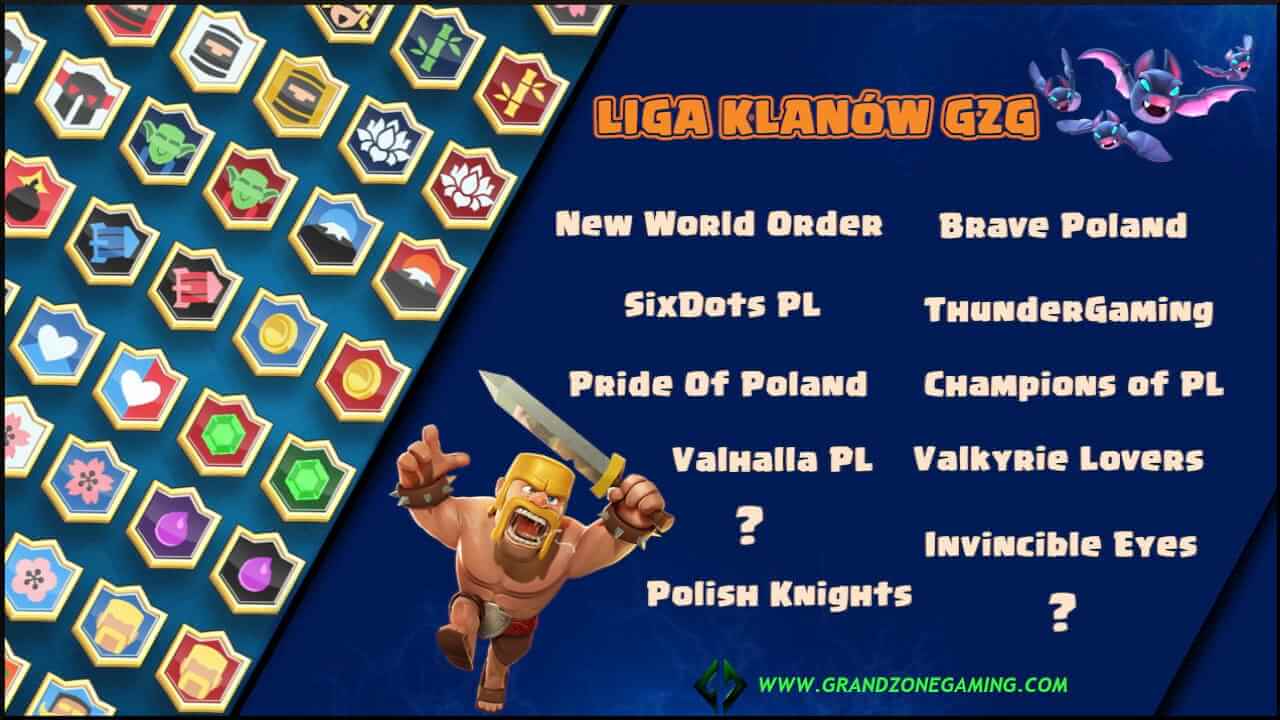 LIGA KLANÓW GZG
New World Order
Brave Poland
SixDots PL
ThunderGaming
Pride Of Poland
Champions of PL
Valhalla PL
Valkyrie Lovers
?
Invincible Eyes
Polish Knights
?
WWW.GRANDZONEGAMING.COM